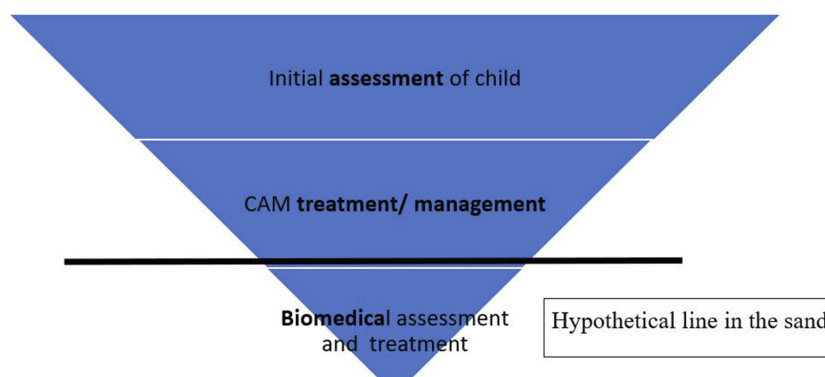 Initial assessment of child
CAM treatment/ management
Biomedical assessment
and treatment
Hypothetical line in the sand